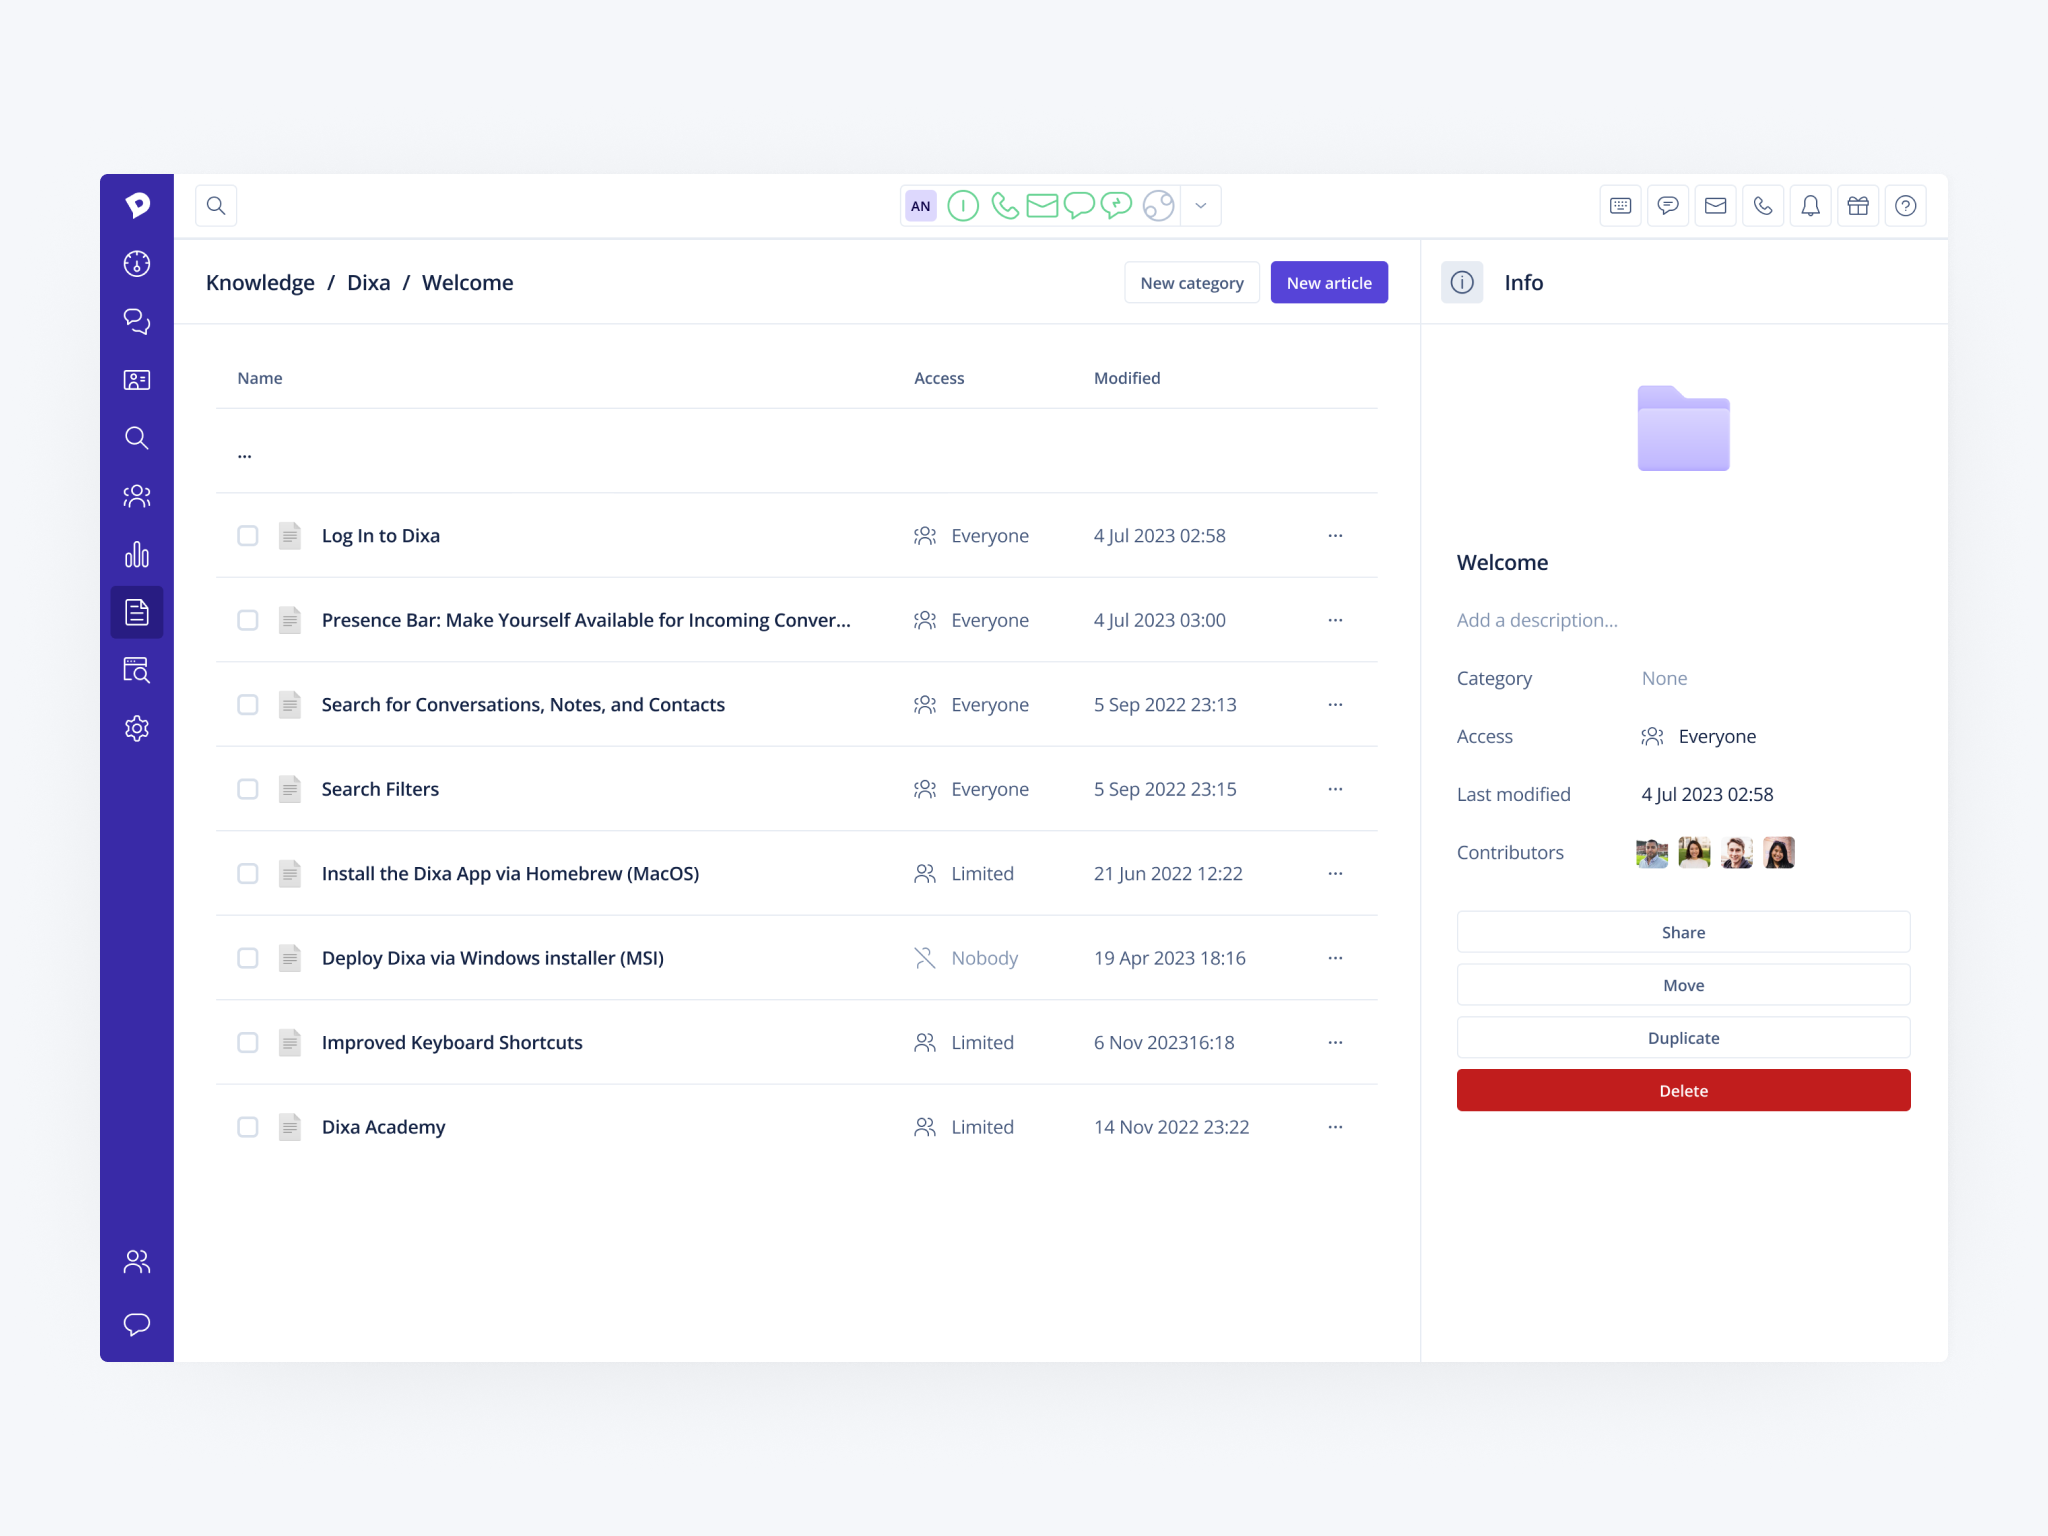 AN
Knowledge / Dixa / Welcome
New category
New article
Info
Name Access Modified
...
Log In to Dixa Everyone 4 Jul 2023 02:58 ...
Presence Bar: Make Yourself Available for Incoming Conver... Everyone 4 Jul 2023 03:00 ...
Search for Conversations, Notes, and Contacts Everyone 5 Sep 2022 23:13 ...
Search Filters Everyone 5 Sep 2022 23:15 ...
Install the Dixa App via Homebrew (MacOS) Limited 21 Jun 2022 12:22 ...
Deploy Dixa via Windows installer (MSI) Nobody 19 Apr 2023 18:16 ...
Improved Keyboard Shortcuts Limited 6 Nov 202316:18 ...
Dixa Academy Limited 14 Nov 2022 23:22 ...
Welcome
Add a description...
Category None
Access Everyone
Last modified 4 Jul 2023 02:58
Contributors
Share
Move
Duplicate
Delete